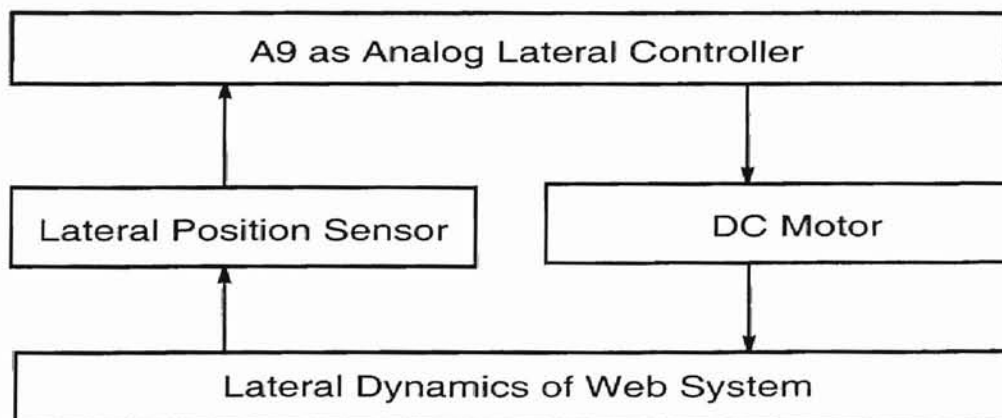 A9 as Analog Lateral Controller
Lateral Position Sensor
DC Motor
Lateral Dynamics of Web System